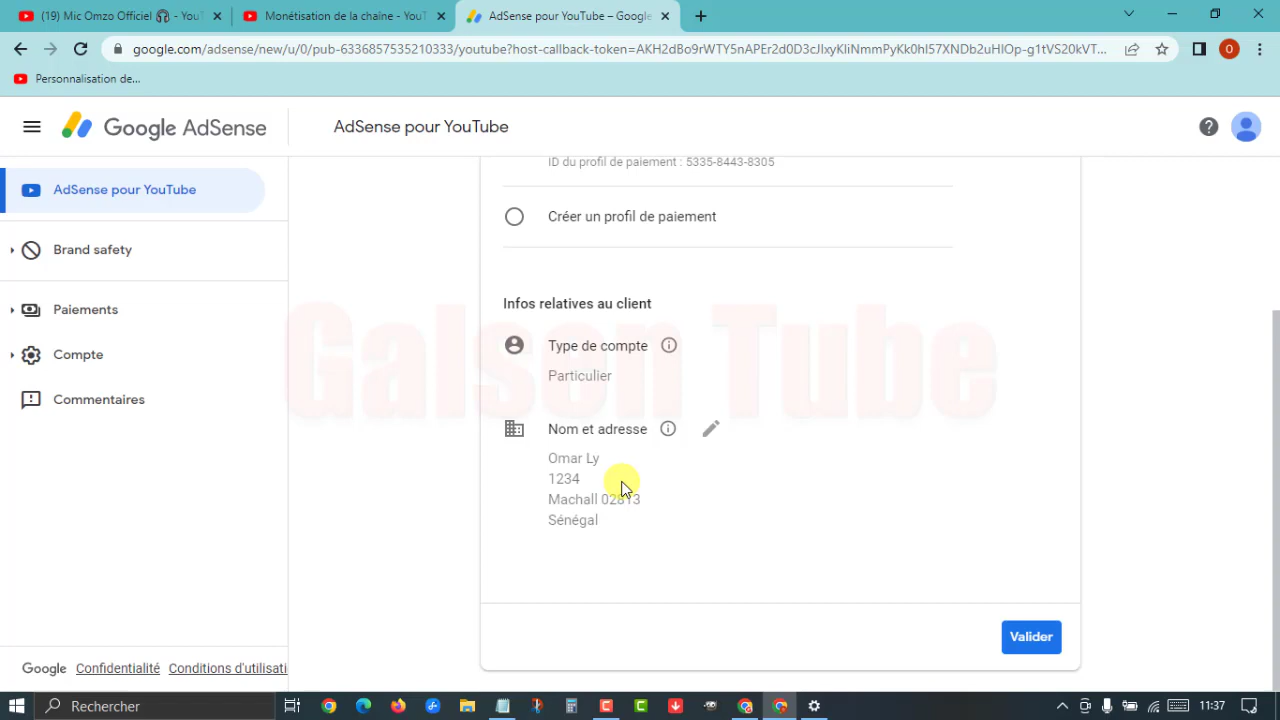 (19) Mic Omzo Officiel 🎧 - YouT
Monétisation de la chaîne - YouT
AdSense pour YouTube – Google
google.com/adsense/new/u/0/pub-6336857535210333/youtube?host-callback-token=AKH2dBo9rWTY5nAPEr2d0D3cJlxyKliNmmPyKk0hI57XNDb2uHIOp-g1tVS20kVT...
O
Personnalisation de...
Google AdSense
AdSense pour YouTube
AdSense pour YouTube
Brand safety
Paiements
Compte
Commentaires
ID du profil de paiement : 5335-8443-8305
Créer un profil de paiement
Infos relatives au client
Type de compte
Particulier
Nom et adresse
Omar Ly
1234
Machall 02813
Sénégal
Galsen Tube
Valider
Google Confidentialité Conditions d'utilisati
Rechercher
11:37